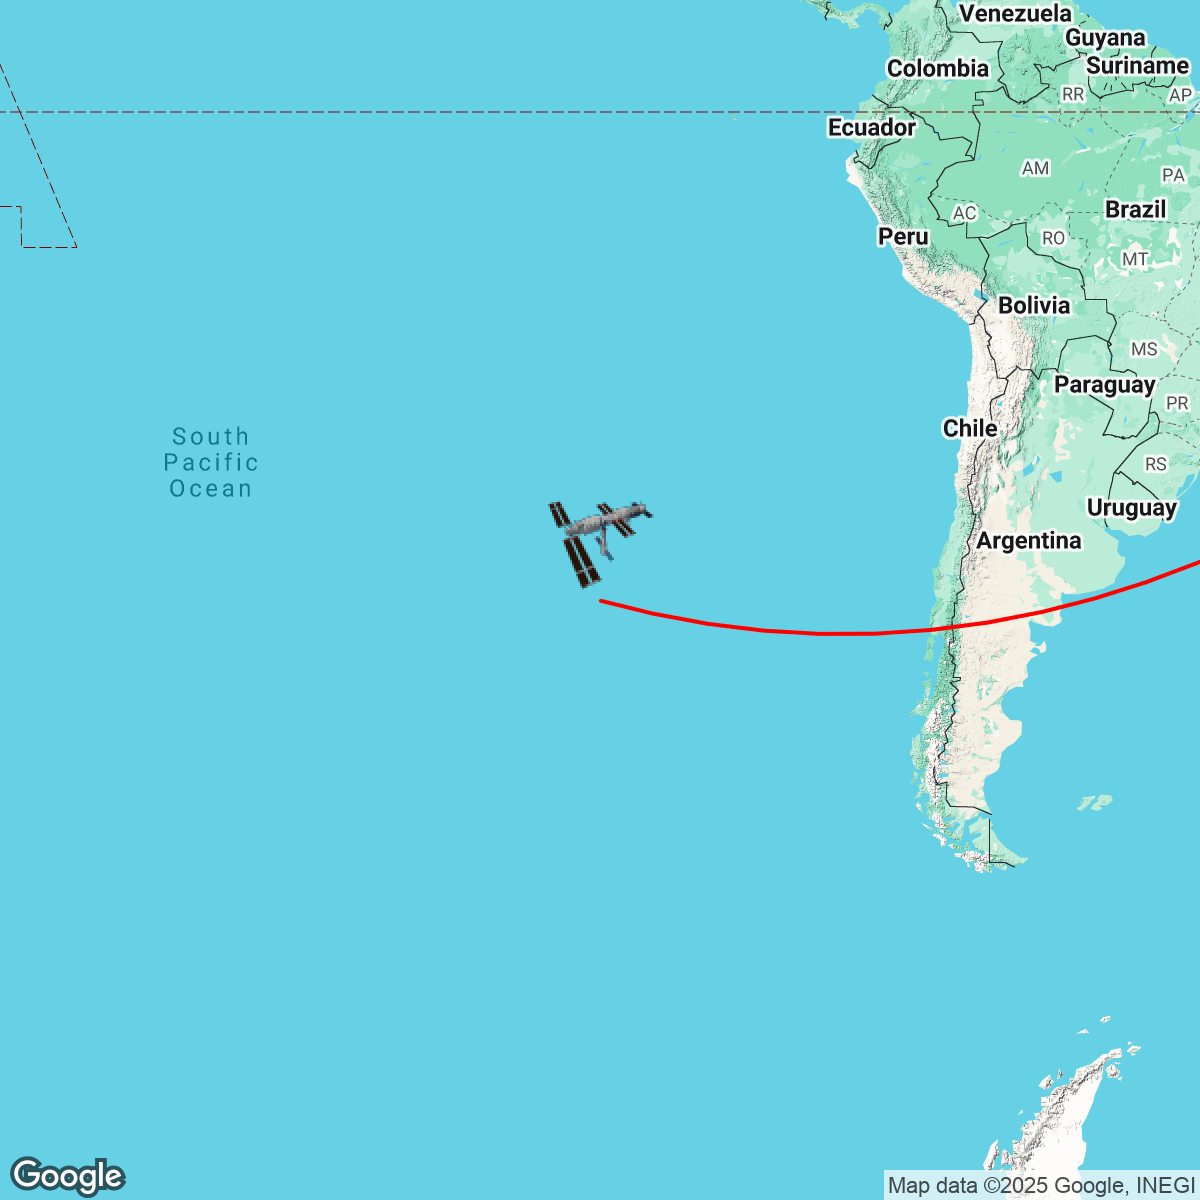 Venezuela
Guyana
Colombia
Suriname
RR
AP
Ecuador
AM
PA
AC
Brazil
Peru
RO
MT
Bolivia
MS
Paraguay
PR
Chile
South
Pacific
Ocean
RS
Uruguay
Argentina
Google
Map data ©2025 Google, INEGI